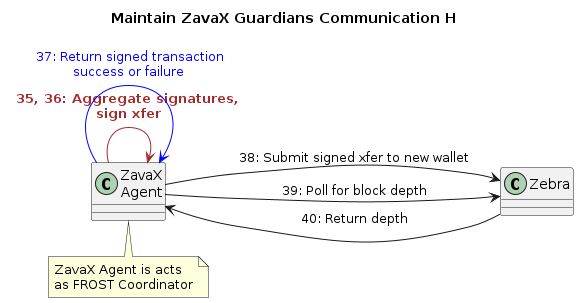 Maintain ZavaX Guardians Communication H
37: Return signed transaction
success or failure
35, 36: Aggregate signatures,
sign xfer
38: Submit signed xfer to new wallet
39: Poll for block depth
40: Return depth
C
ZavaX
Agent
C
Zebra
ZavaX Agent is acts
as FROST Coordinator